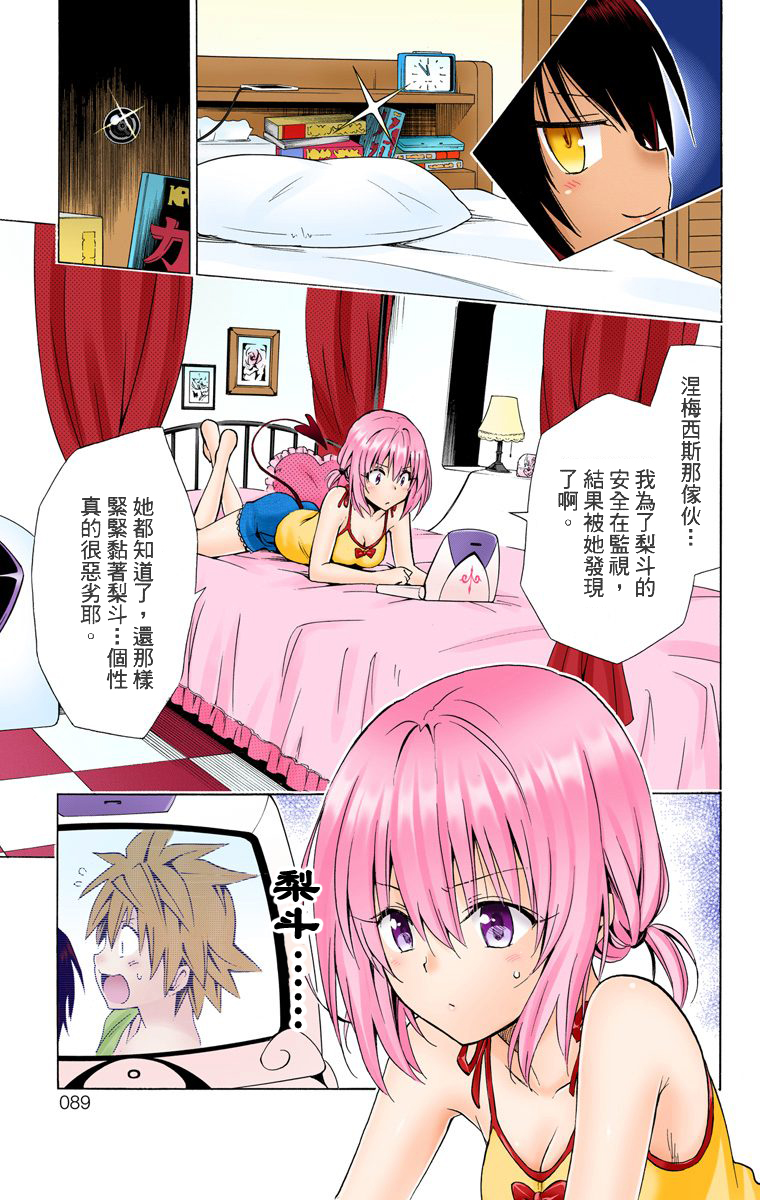 涅梅西斯那傢伙…
我為了梨斗的
安全在監視，
結果被她發現
了啊。
她都知道了，還那樣
緊緊黏著梨斗…個性
真的很惡劣耶。
梨斗………
089